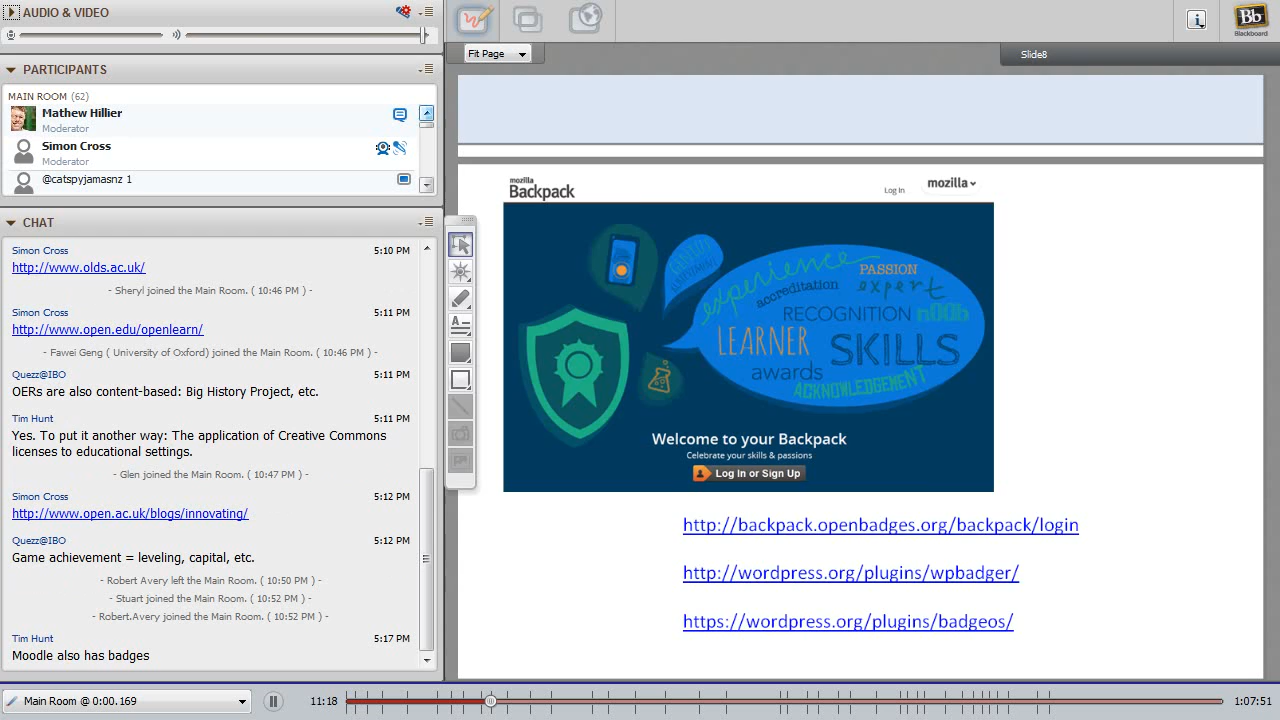 AUDIO & VIDEO
PARTICIPANTS
MAIN ROOM (62)
Mathew Hillier
Moderator
Simon Cross
Moderator
@catspyjamasnz 1
CHAT
Simon Cross 5:10 PM
http://www.olds.ac.uk/
- Sheryl joined the Main Room. ( 10:46 PM ) -
Simon Cross 5:11 PM
http://www.open.edu/openlearn/
- Fawei Geng ( University of Oxford) joined the Main Room. ( 10:46 PM ) -
Quezz@IBO 5:11 PM
OERs are also content-based: Big History Project, etc.
Tim Hunt 5:11 PM
Yes. To put it another way: The application of Creative Commons
licenses to educational settings.
- Glen joined the Main Room. ( 10:47 PM ) -
Simon Cross 5:12 PM
http://www.open.ac.uk/blogs/innovating/
Quezz@IBO 5:12 PM
Game achievement = leveling, capital, etc.
- Robert Avery left the Main Room. ( 10:50 PM ) -
- Stuart joined the Main Room. ( 10:52 PM ) -
- Robert.Avery joined the Main Room. ( 10:52 PM ) -
Tim Hunt 5:17 PM
Moodle also has badges
Main Room @ 0:00.169
11:18
1:07:51
Bb
Blackboard
Fit Page
Slide8
mozilla
Backpack
Log In
mozilla
experience
PASSION
accreditation
expert
RECOGNITION
n00b
LEARNER
SKILLS
awards
ACKNOWLEDGEMENT
Welcome to your Backpack
Celebrate your skills & passions
Log In or Sign Up
http://backpack.openbadges.org/backpack/login
http://wordpress.org/plugins/wpbadger/
https://wordpress.org/plugins/badgeos/